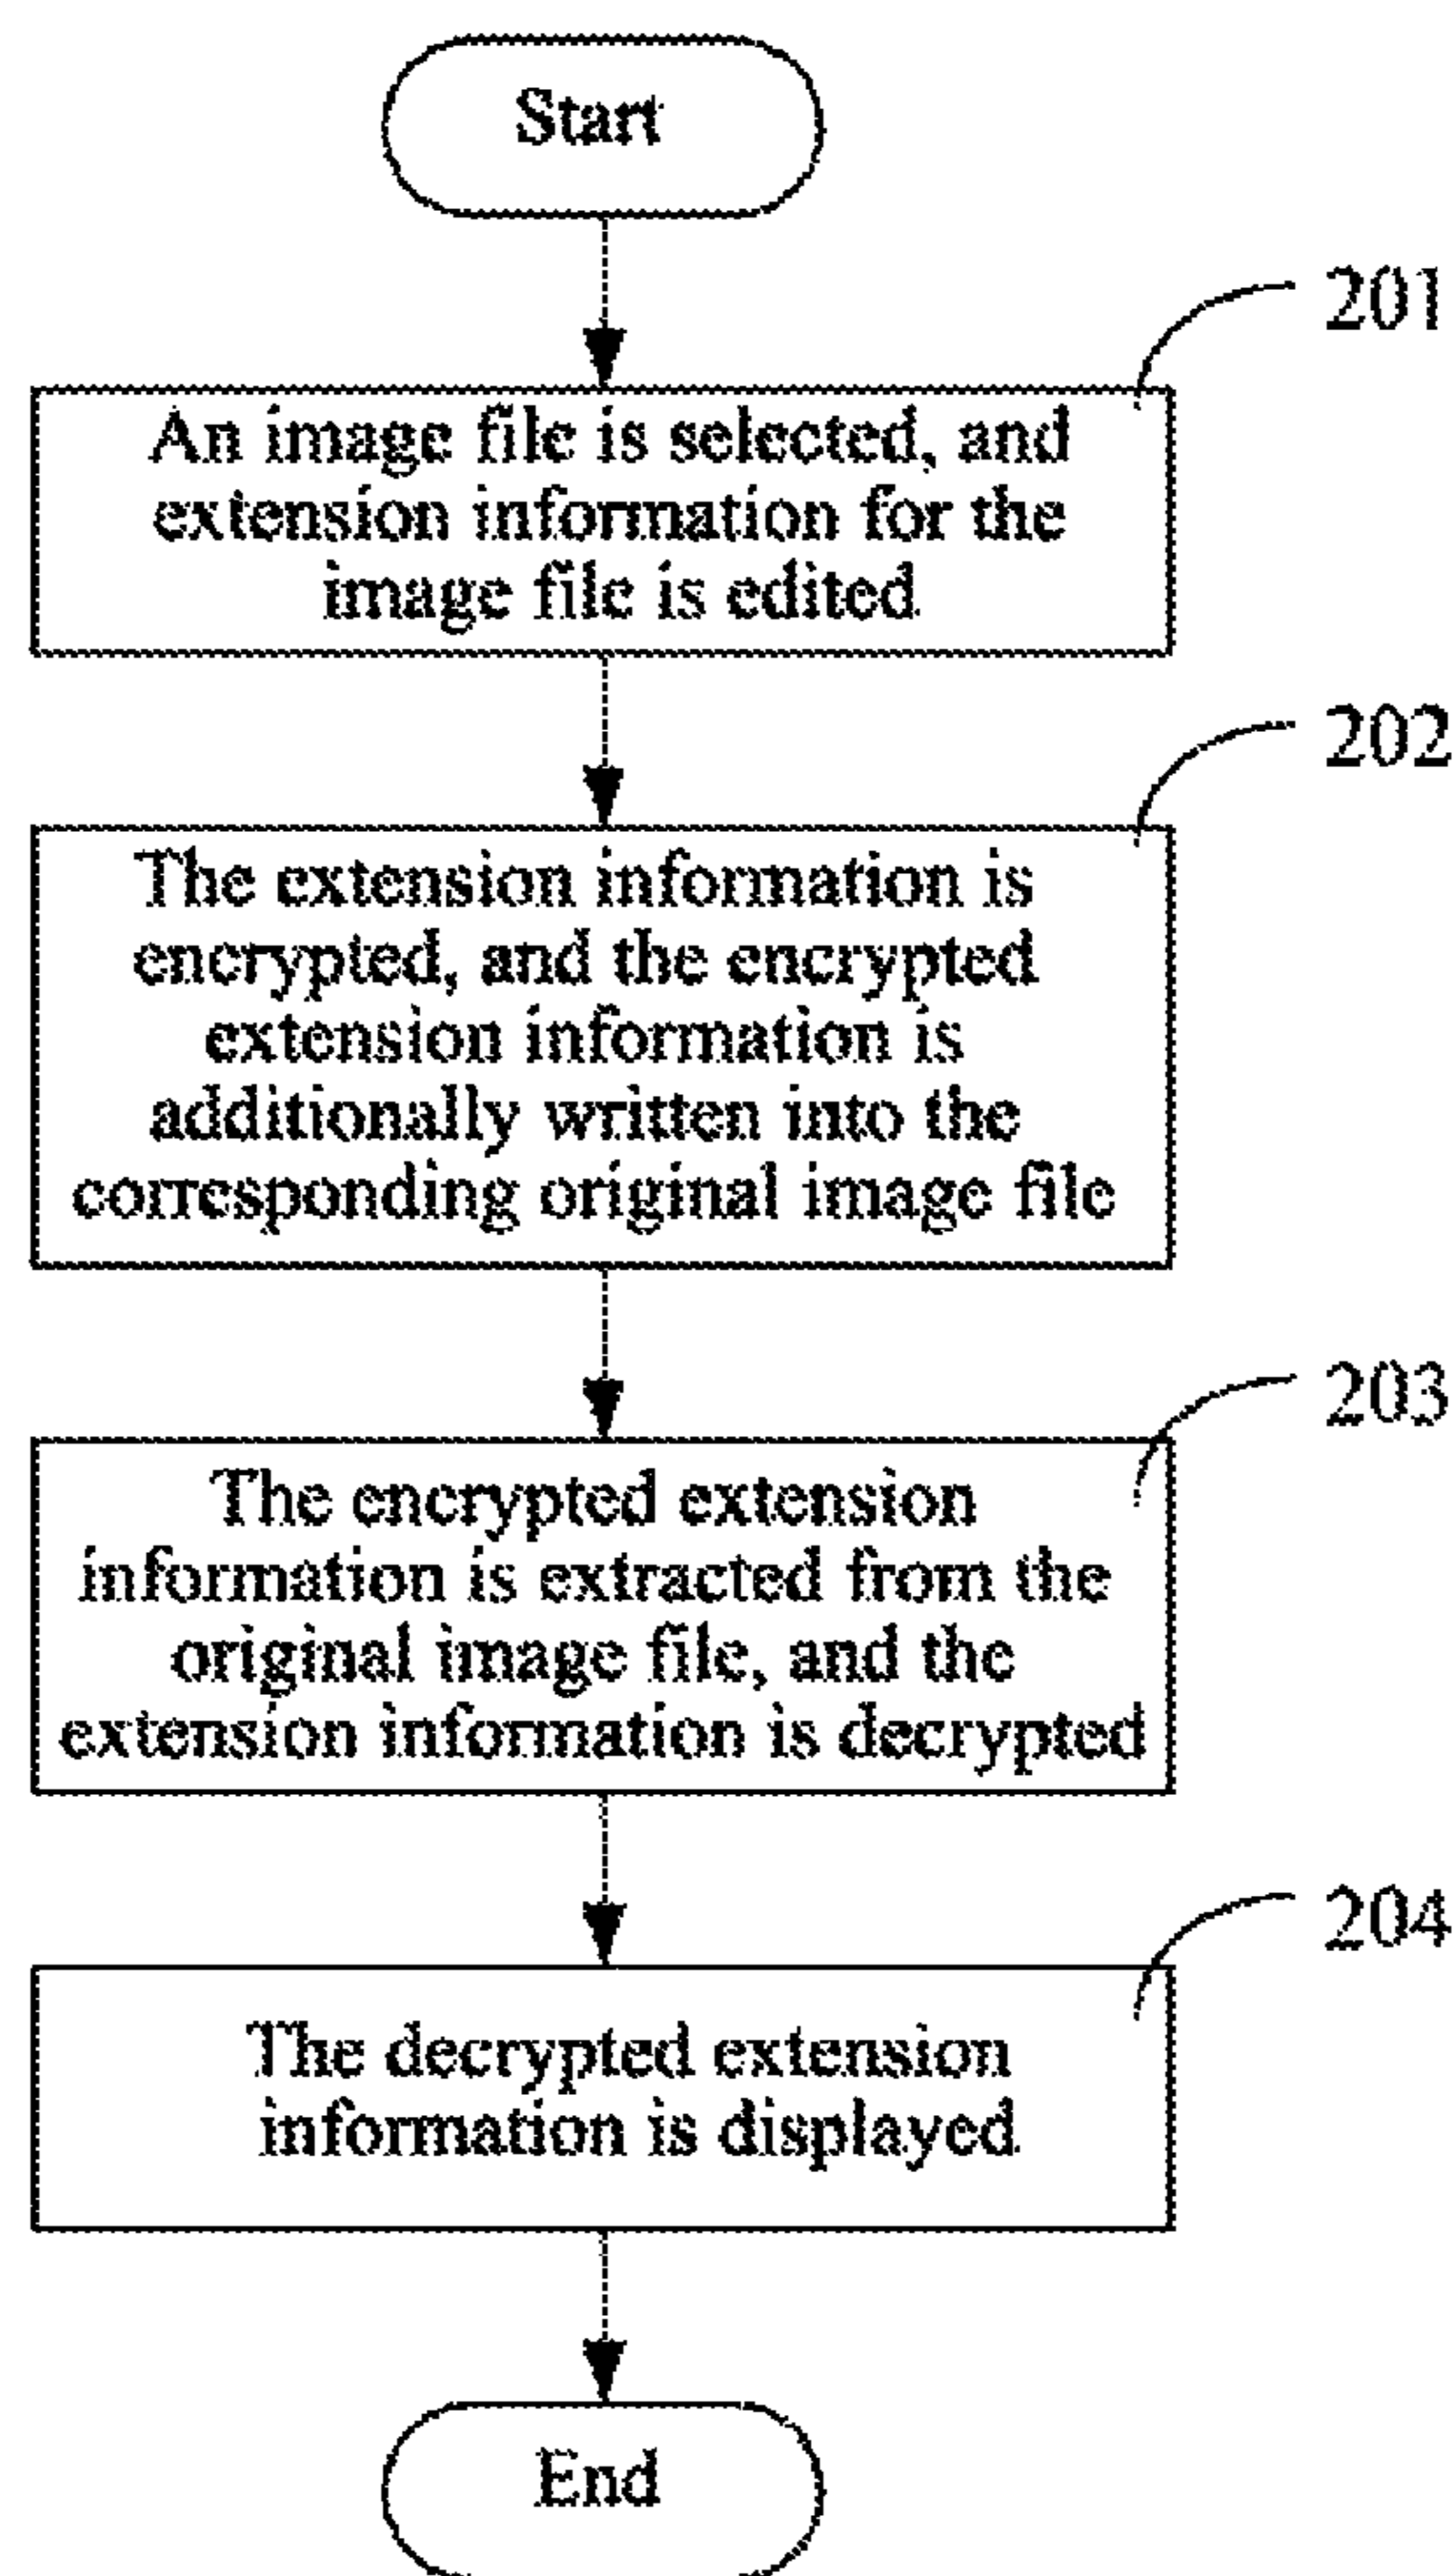 Start
201
An image file is selected, and
extension information for the
image file is edited
202
The extension information is
encrypted, and the encrypted
extension information is
additionally written into the
corresponding original image file
203
The encrypted extension
information is extracted from the
original image file, and the
extension information is decrypted
204
The decrypted extension
information is displayed
End